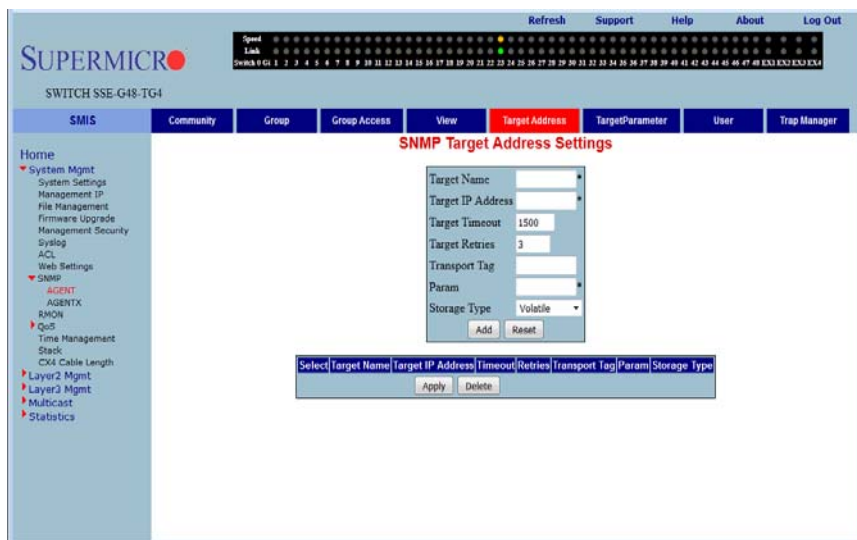 Refresh Support Help About Log Out
Speed
Link
Switch 0 Gi 1 2 3 4 5 6 7 8 9 10 11 12 13 14 15 16 17 18 19 20 21 22 23 24 25 26 27 28 29 30 31 32 33 34 35 36 37 38 39 40 41 42 43 44 45 46 47 48 EX1 EX2 EX3 EX4
SUPERMICRO
SWITCH SSE-G48-TG4
SMIS Community Group Group Access View Target Address TargetParameter User Trap Manager
SNMP Target Address Settings
Home
System Mgmt
System Settings
Management IP
File Management
Firmware Upgrade
Management Security
Syslog
ACL
Web Settings
SNMP
AGENT
AGENTX
RMON
QoS
Time Management
Stack
CX4 Cable Length
Layer2 Mgmt
Layer3 Mgmt
Multicast
Statistics
Target Name *
Target IP Address *
Target Timeout 1500
Target Retries 3
Transport Tag
Param *
Storage Type Volatile
Add Reset
Select Target Name Target IP Address Timeout Retries Transport Tag Param Storage Type
Apply Delete